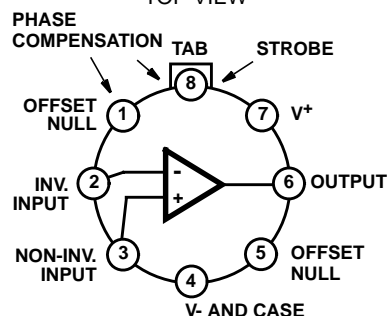 TOP VIEW
PHASE
COMPENSATION
TAB
STROBE
8
OFFSET
NULL
1
7
V+
INV.
INPUT
2
-
+
6
OUTPUT
NON-INV.
INPUT
3
5
OFFSET
NULL
4
V- AND CASE